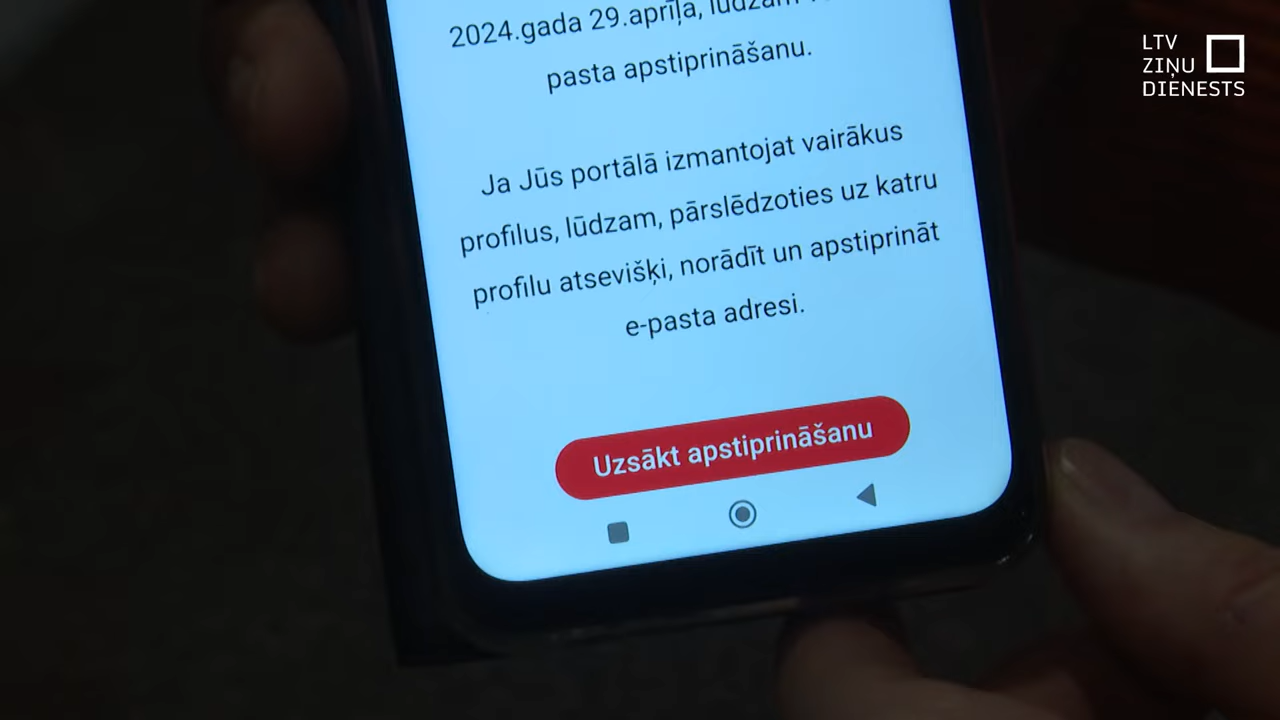 2024.gada 29.aprīļa, lūdzam
pasta apstiprināšanu.
Ja Jūs portālā izmantojat vairākus
profilus, lūdzam, pārslēdzoties uz katru
profilu atsevišķi, norādīt un apstiprināt
e-pasta adresi.
Uzsākt apstiprināšanu
LTV
ZIŅU
DIENESTS